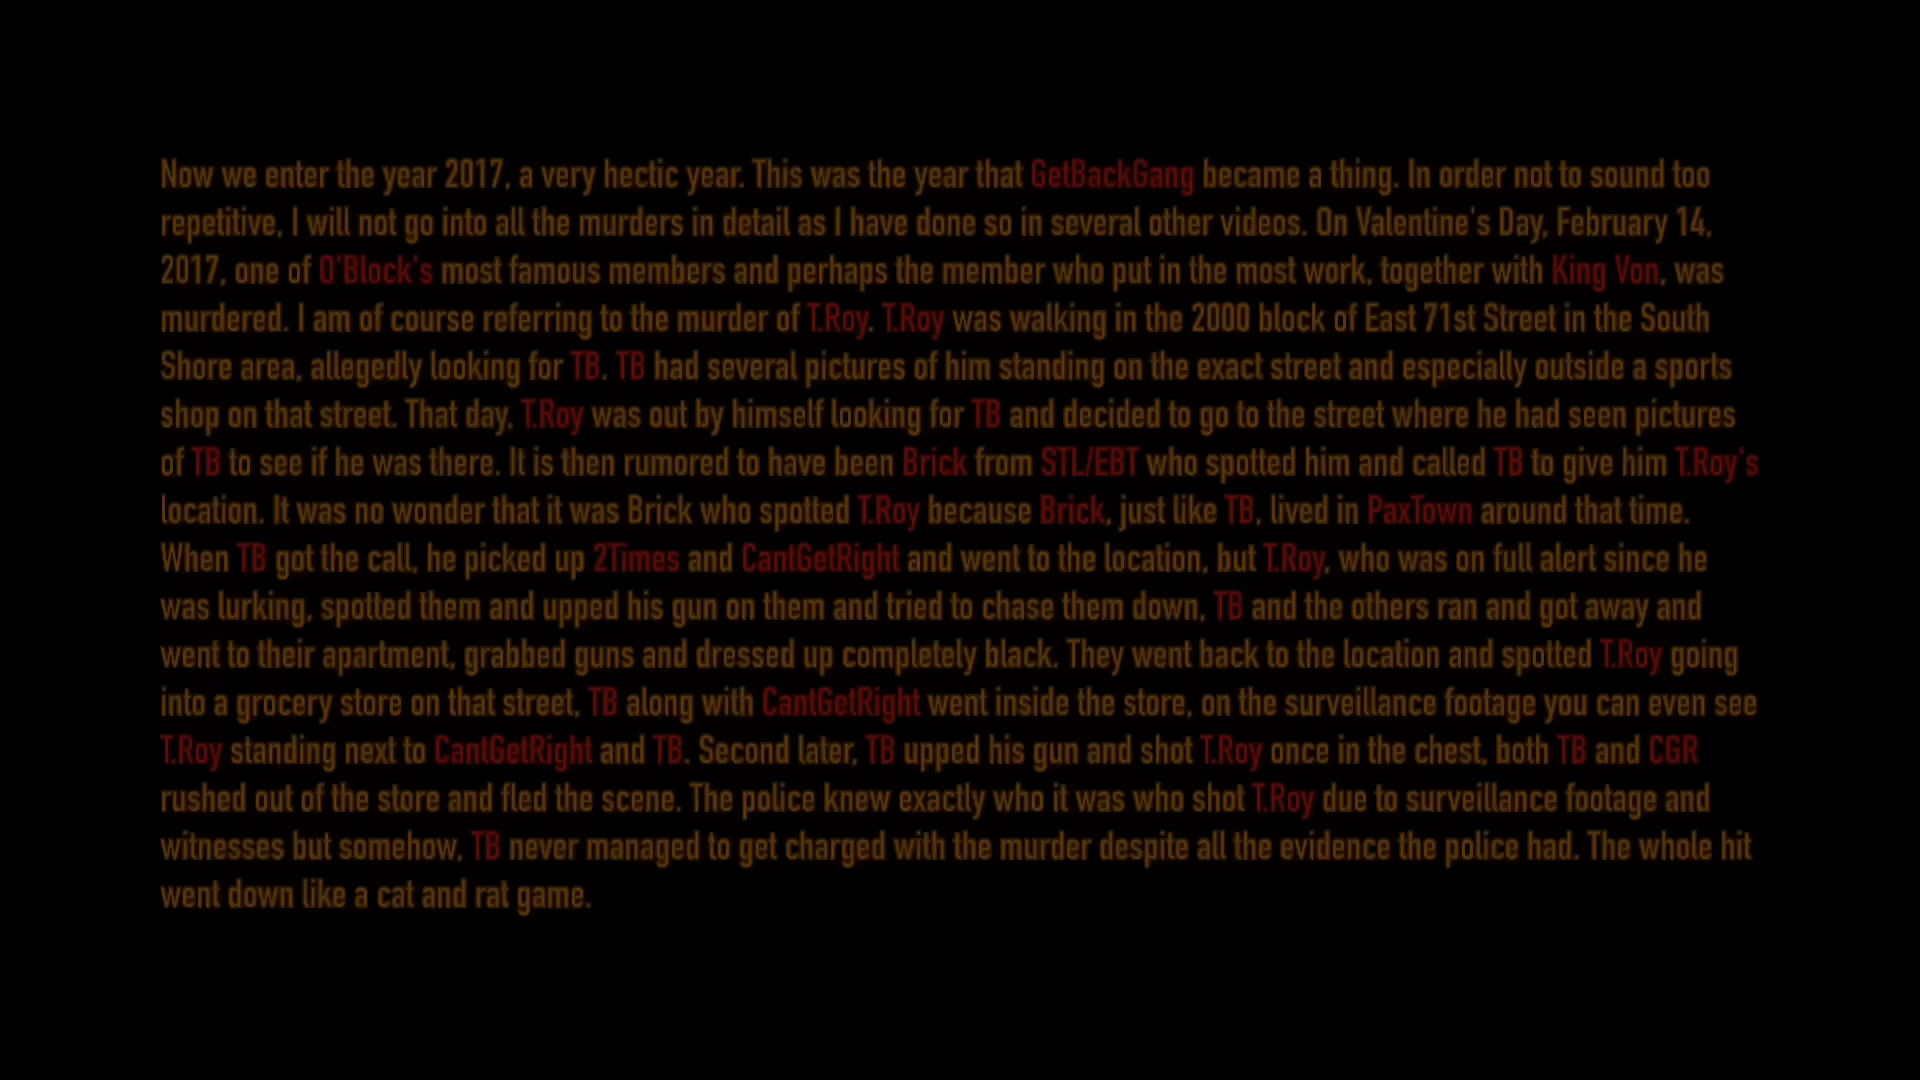 Now we enter the year 2017, a very hectic year. This was the year that GetBackGang became a thing. In order not to sound too
repetitive, I will not go into all the murders in detail as I have done so in several other videos. On Valentine's Day, February 14,
2017, one of O'Block's most famous members and perhaps the member who put in the most work, together with King Von, was
murdered. I am of course referring to the murder of T.Roy. T.Roy was walking in the 2000 block of East 71st Street in the South
Shore area, allegedly looking for TB. TB had several pictures of him standing on the exact street and especially outside a sports
shop on that street. That day, T.Roy was out by himself looking for TB and decided to go to the street where he had seen pictures
of TB to see if he was there. It is then rumored to have been Brick from STL/EBT who spotted him and called TB to give him T.Roy's
location. It was no wonder that it was Brick who spotted T.Roy because Brick, just like TB, lived in PaxTown around that time.
When TB got the call, he picked up 2Times and CantGetRight and went to the location, but T.Roy, who was on full alert since he
was lurking, spotted them and upped his gun on them and tried to chase them down, TB and the others ran and got away and
went to their apartment, grabbed guns and dressed up completely black. They went back to the location and spotted T.Roy going
into a grocery store on that street, TB along with CantGetRight went inside the store, on the surveillance footage you can even see
T.Roy standing next to CantGetRight and TB. Second later, TB upped his gun and shot T.Roy once in the chest, both TB and CGR
rushed out of the store and fled the scene. The police knew exactly who it was who shot T.Roy due to surveillance footage and
witnesses but somehow, TB never managed to get charged with the murder despite all the evidence the police had. The whole hit
went down like a cat and rat game.